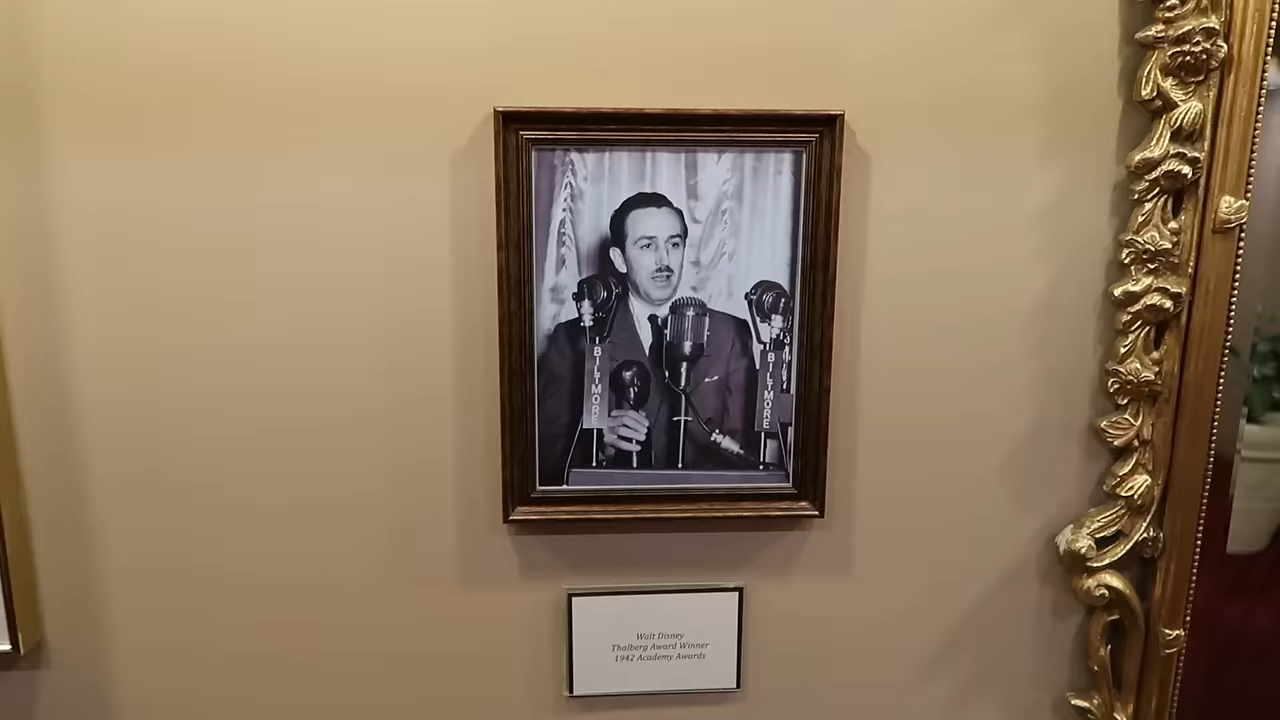 BILTMORE
BILTMORE
Walt Disney
Thalberg Award Winner
1942 Academy Awards